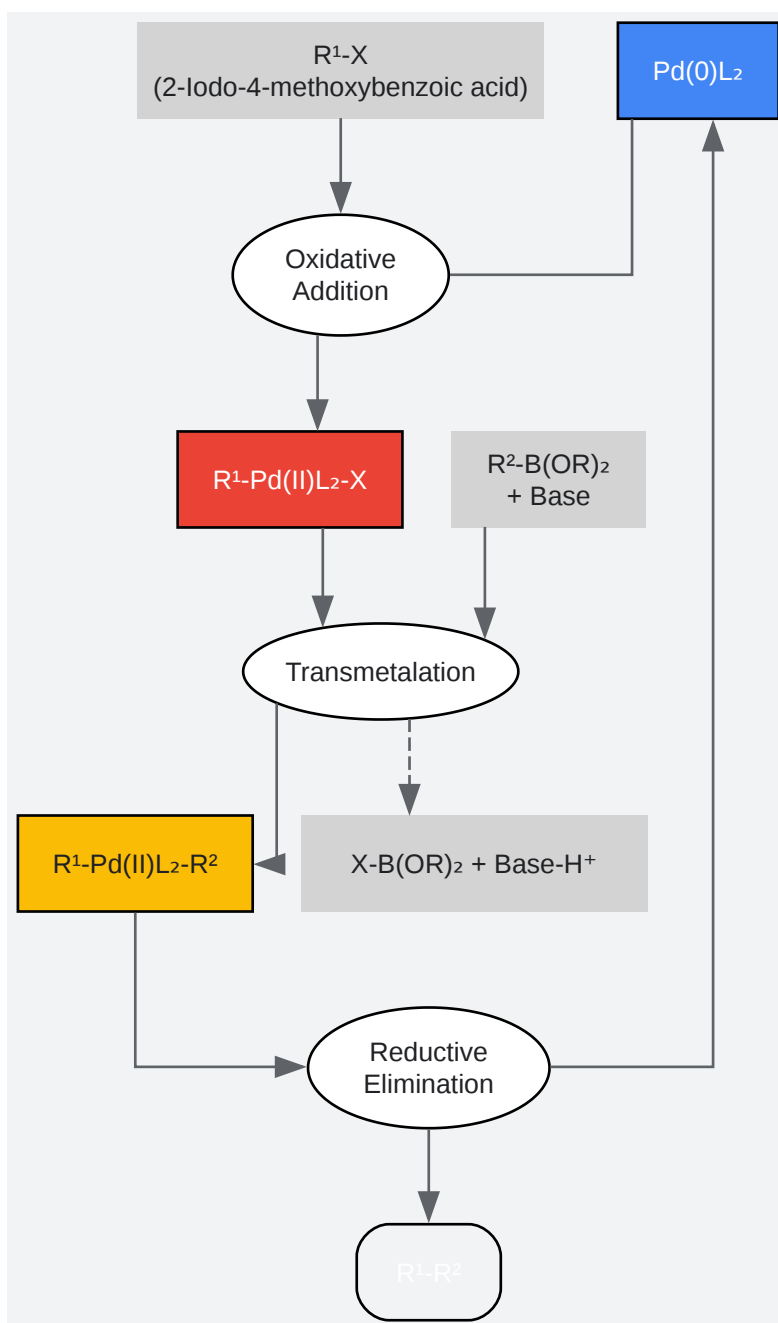 R¹-X
(2-Iodo-4-methoxybenzoic acid)
Pd(0)L₂
Oxidative
Addition
R¹-Pd(II)L₂-X
R²-B(OR)₂
+ Base
Transmetalation
R¹-Pd(II)L₂-R²
X-B(OR)₂ + Base-H⁺
Reductive
Elimination
R¹-R²